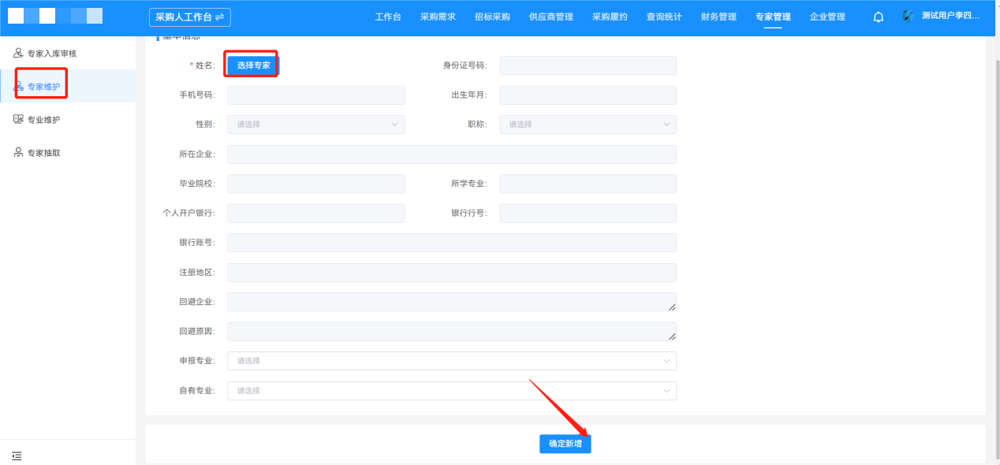 采购人工作台 工作台 采购需求 招标采购 供应商管理 采购履约 查询统计 财务管理 专家管理 企业管理 测试用户李四...
专家入库审核
专家维护
专业维护
专家抽取
基本信息
* 姓名: 选择专家 身份证号码:
手机号码: 出生年月:
性别: 请选择 职称: 请选择
所在企业:
毕业院校: 所学专业:
个人开户银行: 银行行号:
银行账号:
注册地区:
回避企业:
回避原因:
申报专业: 请选择
自有专业: 请选择
确定新增